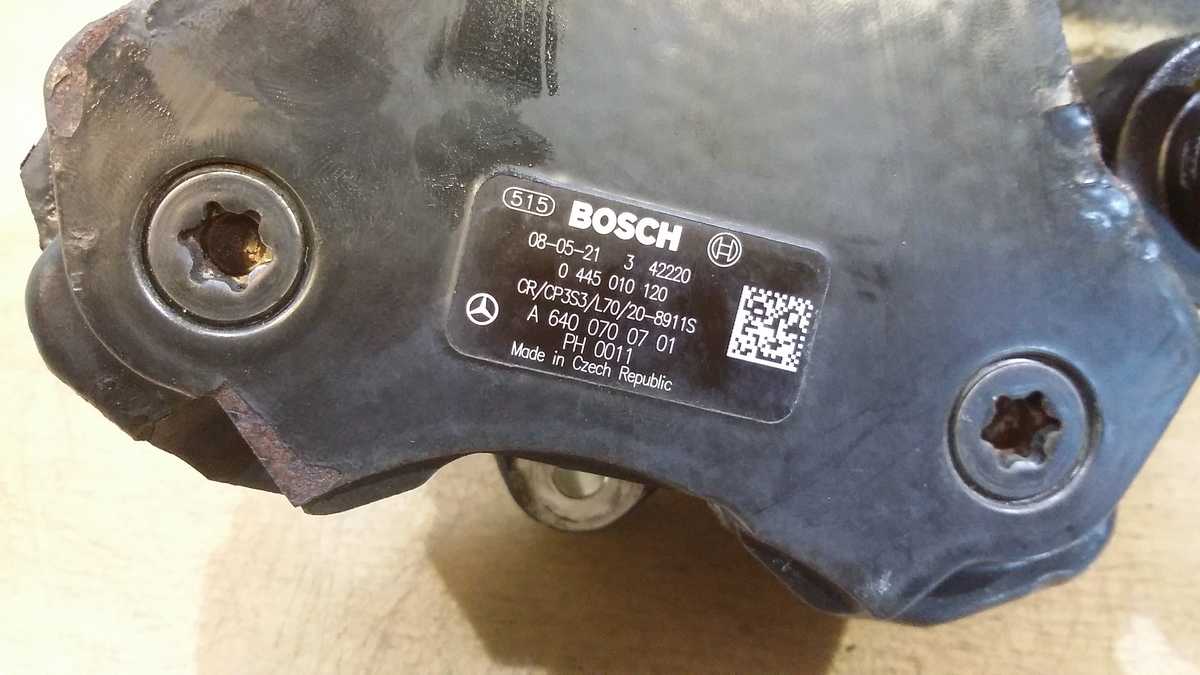 515 BOSCH
08-05-21 3 42220
0 445 010 120
CR/CP3S3/L70/20-8911S
A 640 070 07 01
PH 0011
Made in Czech Republic